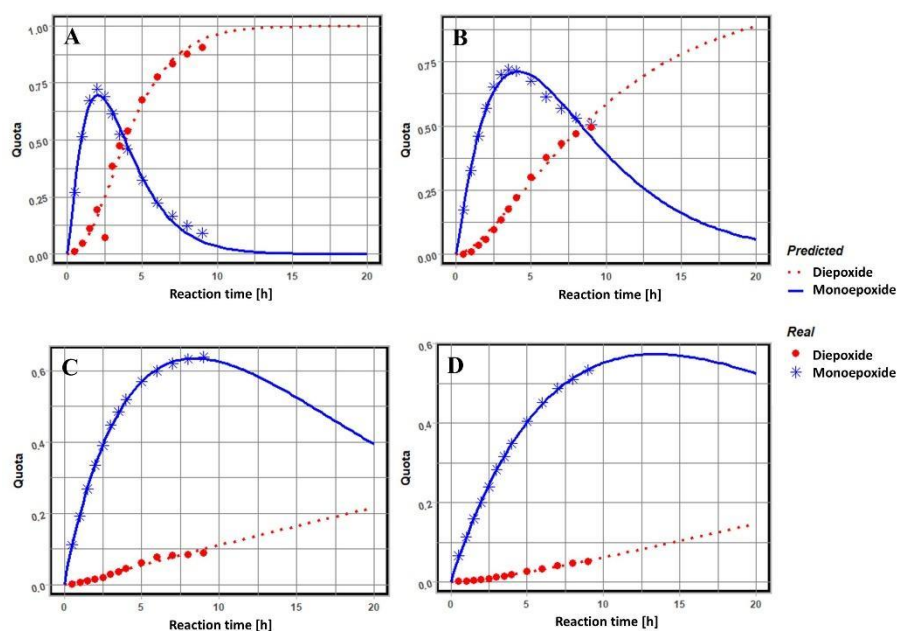 A
1.00
0.75
0.50
0.25
0.00
Quota
0 5 10 15 20
Reaction time [h]
B
0.75
0.50
0.25
0.00
Quota
0 5 10 15 20
Reaction time [h]
Predicted
Diepoxide
Monoepoxide
Real
Diepoxide
Monoepoxide
C
0,6
0,4
0,2
0,0
Quota
0 5 10 15 20
Reaction time [h]
D
0,6
0,4
0,2
0,0
Quota
0 5 10 15 20
Reaction time [h]